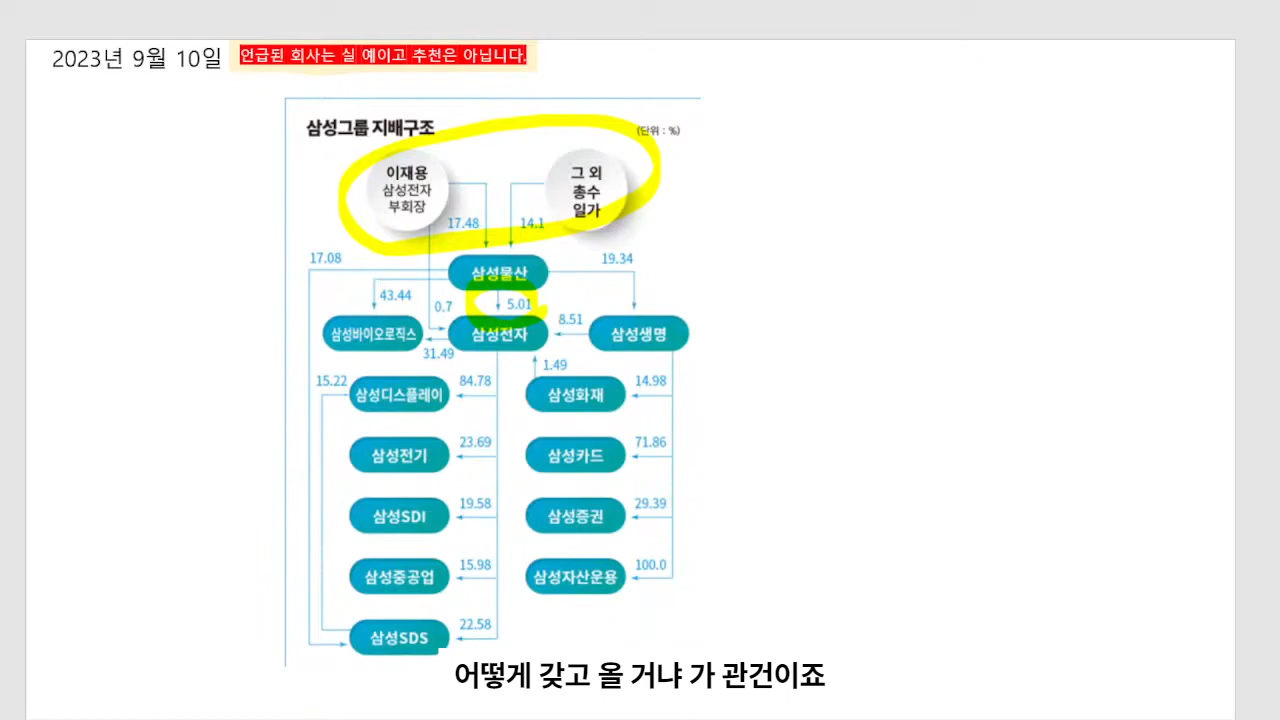 2023년 9월 10일
언급된 회사는 실 예이고 추천은 아닙니다.
삼성그룹 지배구조
(단위 : %)
이재용
삼성전자
부회장
그 외
총수
일가
17.48
14.1
17.08
삼성물산
19.34
43.44
0.7
5.01
8.51
삼성바이오로직스
삼성전자
삼성생명
31.49
1.49
15.22
삼성디스플레이
84.78
삼성화재
14.98
삼성전기
23.69
삼성카드
71.86
삼성SDI
19.58
삼성증권
29.39
삼성중공업
15.98
삼성자산운용
100.0
삼성SDS
22.58
어떻게 갖고 올 거냐 가 관건이죠